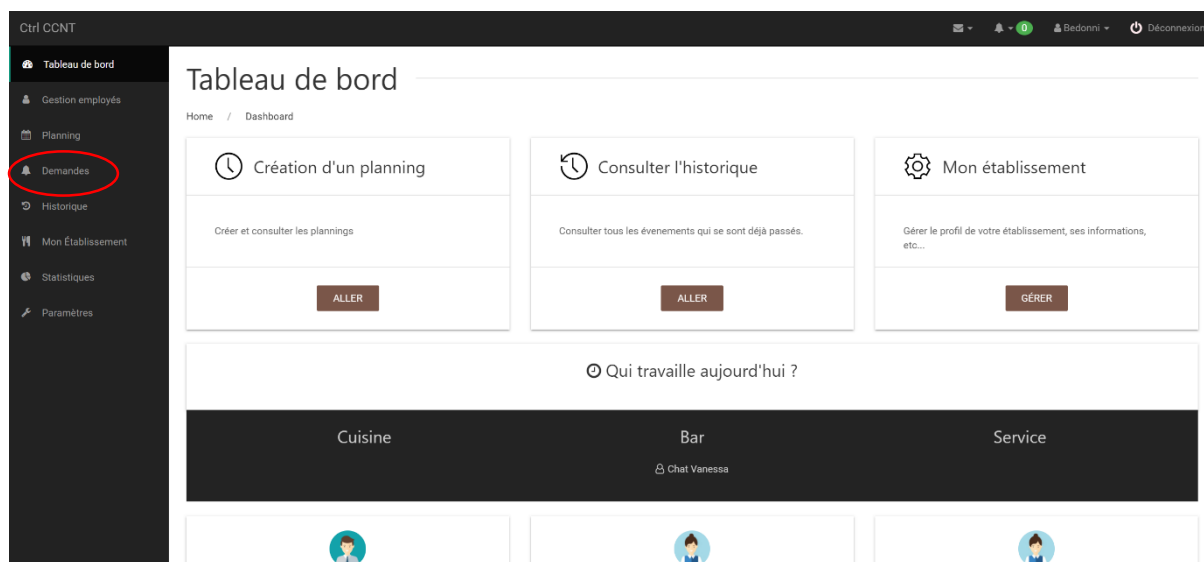 Ctrl CCNT
0
Bedonni
Déconnexion
Tableau de bord
Gestion employés
Planning
Demandes
Historique
Mon Établissement
Statistiques
Paramètres
Tableau de bord
Home / Dashboard
Création d'un planning
Créer et consulter les plannings
ALLER
Consulter l'historique
Consulter tous les évenements qui se sont déjà passés.
ALLER
Mon établissement
Gérer le profil de votre établissement, ses informations,
etc...
GÉRER
Qui travaille aujourd'hui ?
Cuisine
Bar
Chat Vanessa
Service